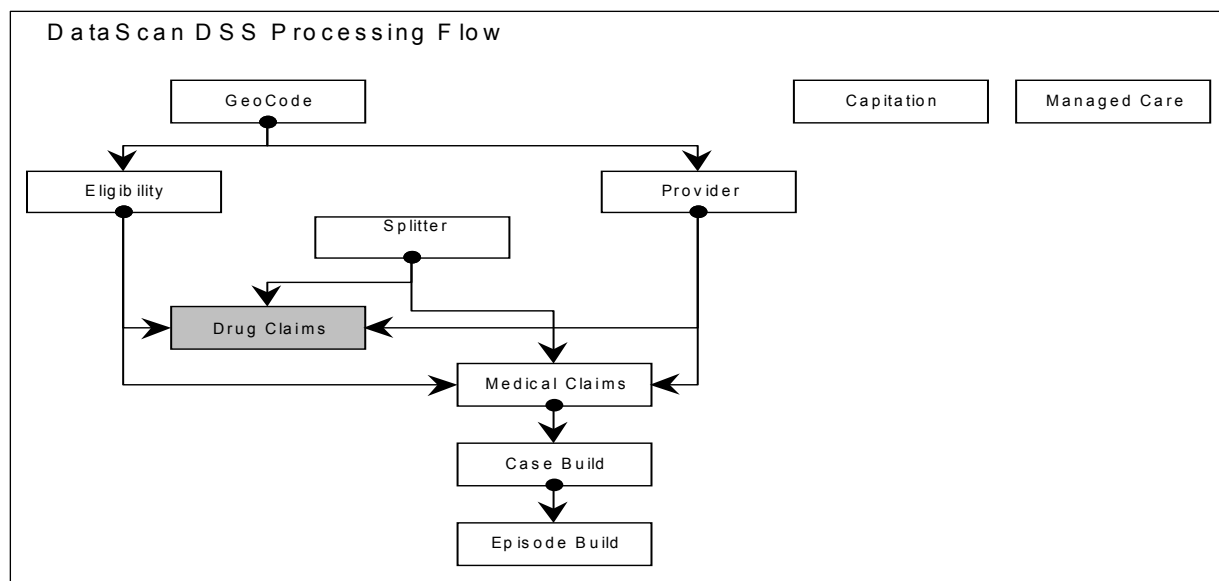 DataScan DSS Processing Flow
GeoCode
Capitation
Managed Care
Eligibility
Provider
Splitter
Drug Claims
Medical Claims
Case Build
Episode Build